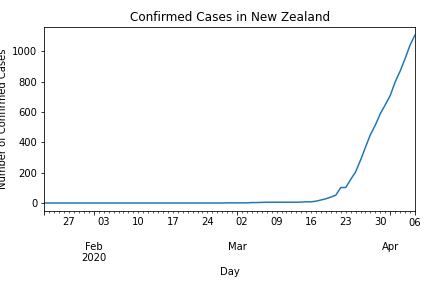 Confirmed Cases in New Zealand
Number of Confirmed Cases
1000
800
600
400
200
0
27 03 10 17 24 02 09 16 23 30 06
Feb Mar Apr
2020
Day